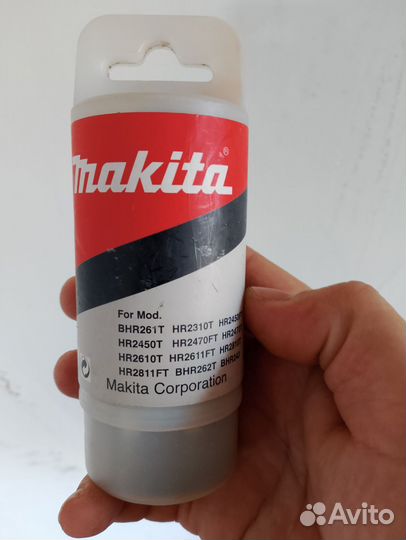 makita®
For Mod.
BHR261T HR2310T
HR2450T HR2470FT
HR2610T HR2611FT
HR2811FT BHR262T
Makita Corporation
Avito